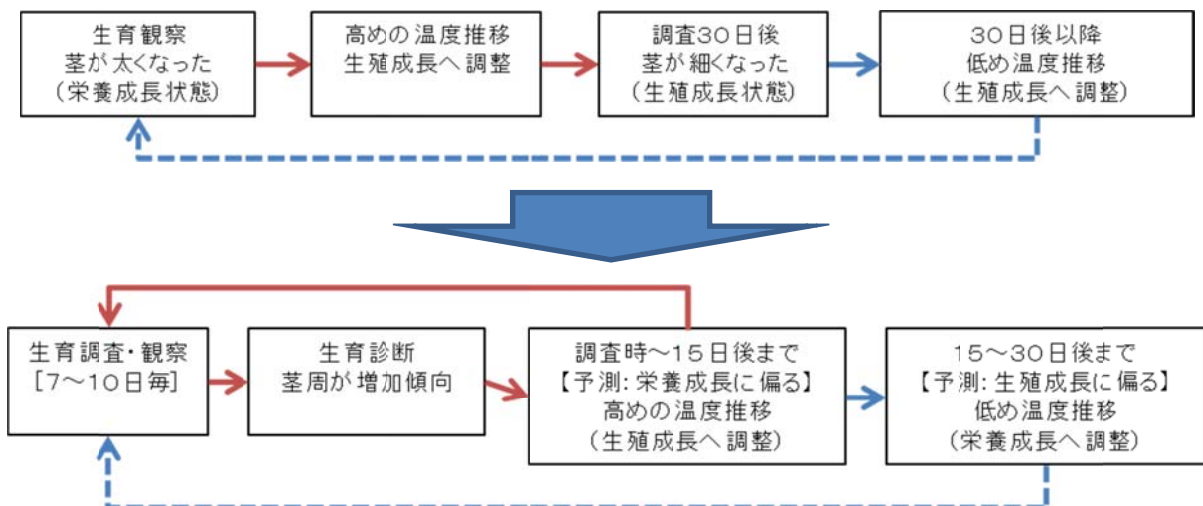 生育観察
茎が太くなった
(栄養成長状態)
高めの温度推移
生殖成長へ調整
調査30日後
茎が細くなった
(生殖成長状態)
30日後以降
低め温度推移
(生殖成長へ調整)
生育調査・観察
[7~10日毎]
生育診断
茎周が増加傾向
調査時~15日後まで
【予測:栄養成長に偏る】
高めの温度推移
(生殖成長へ調整)
15~30日後まで
【予測:生殖成長に偏る】
低め温度推移
(栄養成長へ調整)